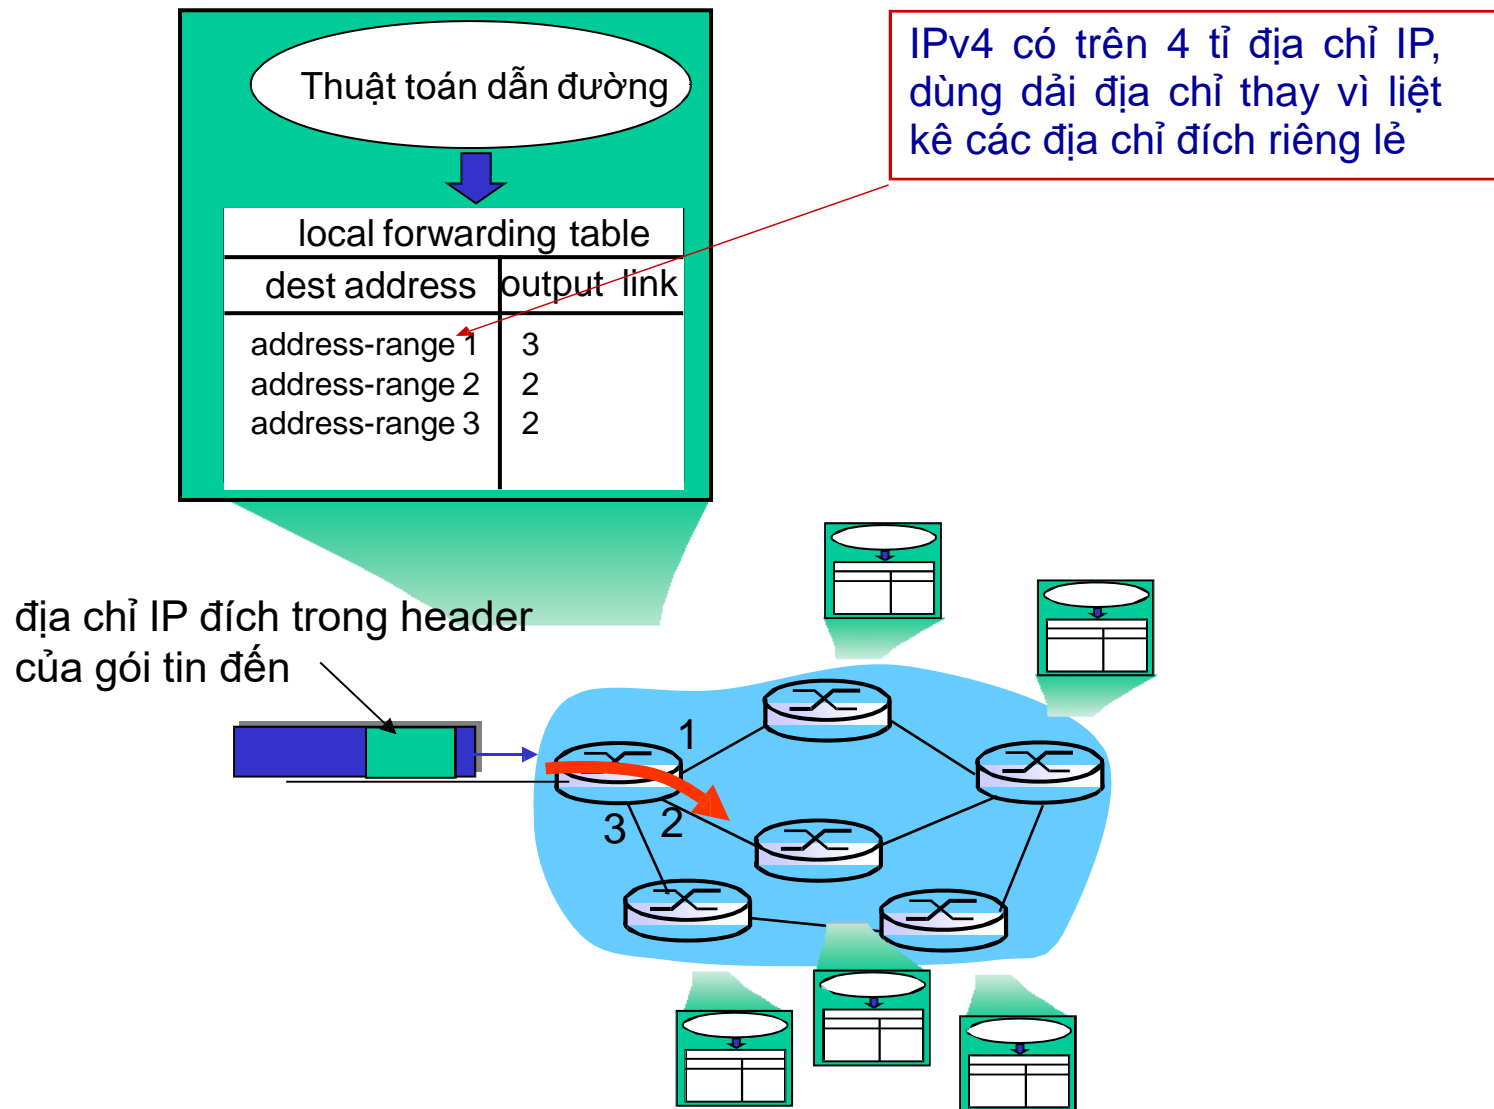 Thuật toán dẫn đường
IPv4 có trên 4 tỉ địa chỉ IP,
dùng dải địa chỉ thay vì liệt
kê các địa chỉ đích riêng lẻ
local forwarding table
dest address output link
address-range 1 3
address-range 2 2
address-range 3 2
địa chỉ IP đích trong header
của gói tin đến
1
3 2